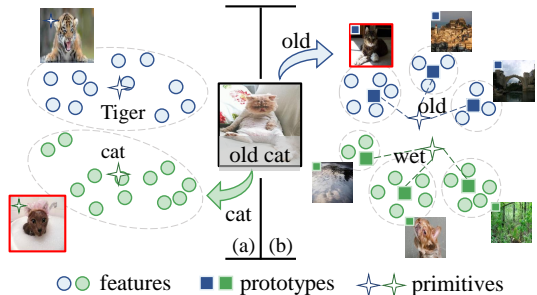 old
Tiger
old
cat
old cat
wet
cat
(a) (b)
features prototypes primitives